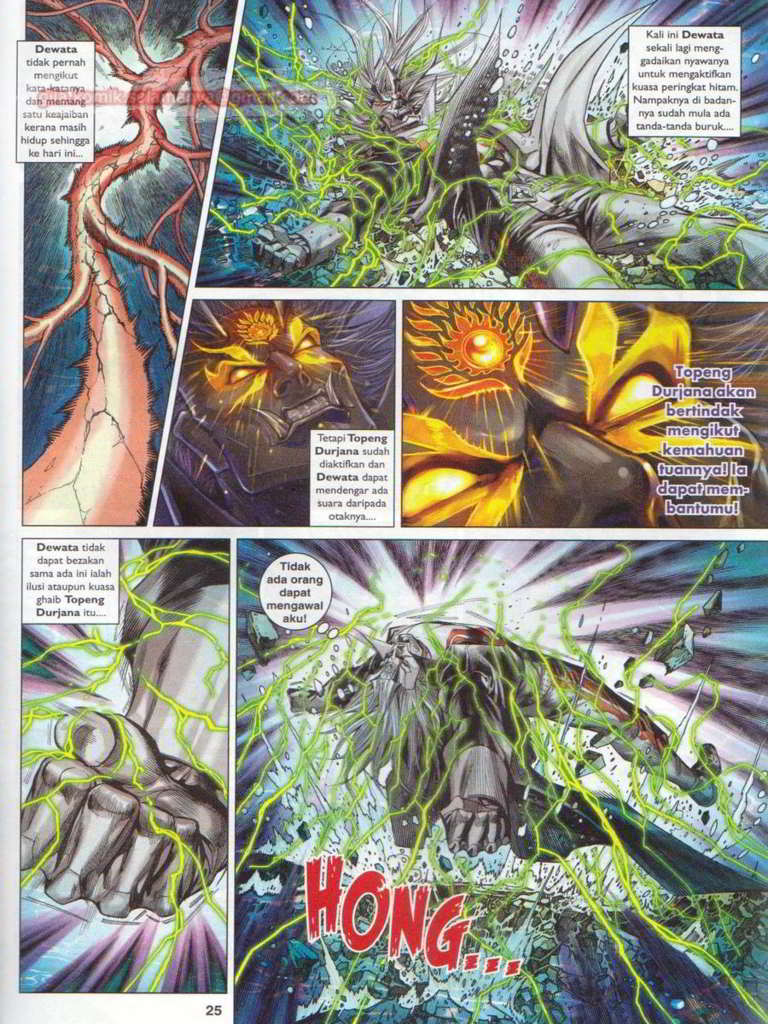 Dewata
tidak pernah
mengikut
kata-katanya
dan memang
satu keajaiban
kerana masih
hidup sehingga
ke hari ini...
Kali ini Dewata
sekali lagi meng-
gadaikan nyawanya
untuk mengaktifkan
kuasa peringkat hitam.
Nampaknya di badan-
nya sudah mula ada
tanda-tanda buruk....
Tetapi Topeng
Durjana sudah
diaktifkan dan
Dewata dapat
mendengar ada
suara daripada
otaknya....
Topeng
Durjana akan
bertindak
mengikut
kemahuan
tuannya! Ia
dapat mem-
bantumu!
Dewata tidak
dapat bezakan
sama ada ini ialah
ilusi ataupun kuasa
ghaib Topeng
Durjana itu....
Tidak
ada orang
dapat
mengawal
aku!
HONG...
25